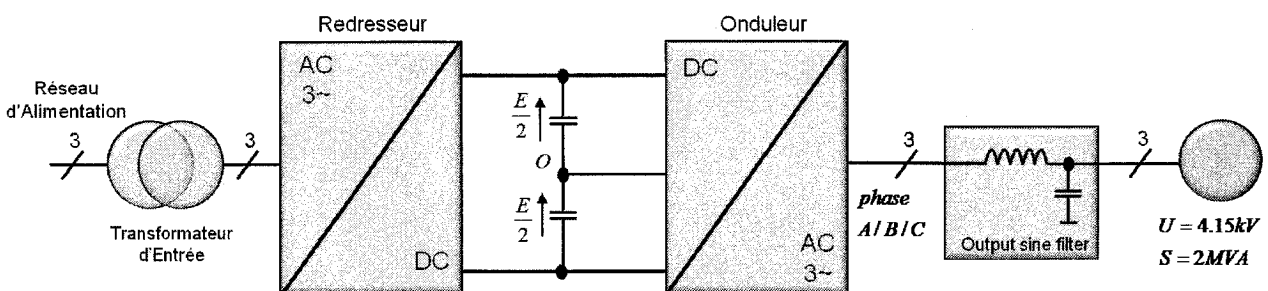 Redresseur
Onduleur
Réseau
d'Alimentation
3
3
Transformateur
d'Entrée
AC
3~
DC
E
2
O
E
2
DC
AC
3~
3
phase
A / B / C
Output sine filter
3
U = 4.15kV
S = 2MVA